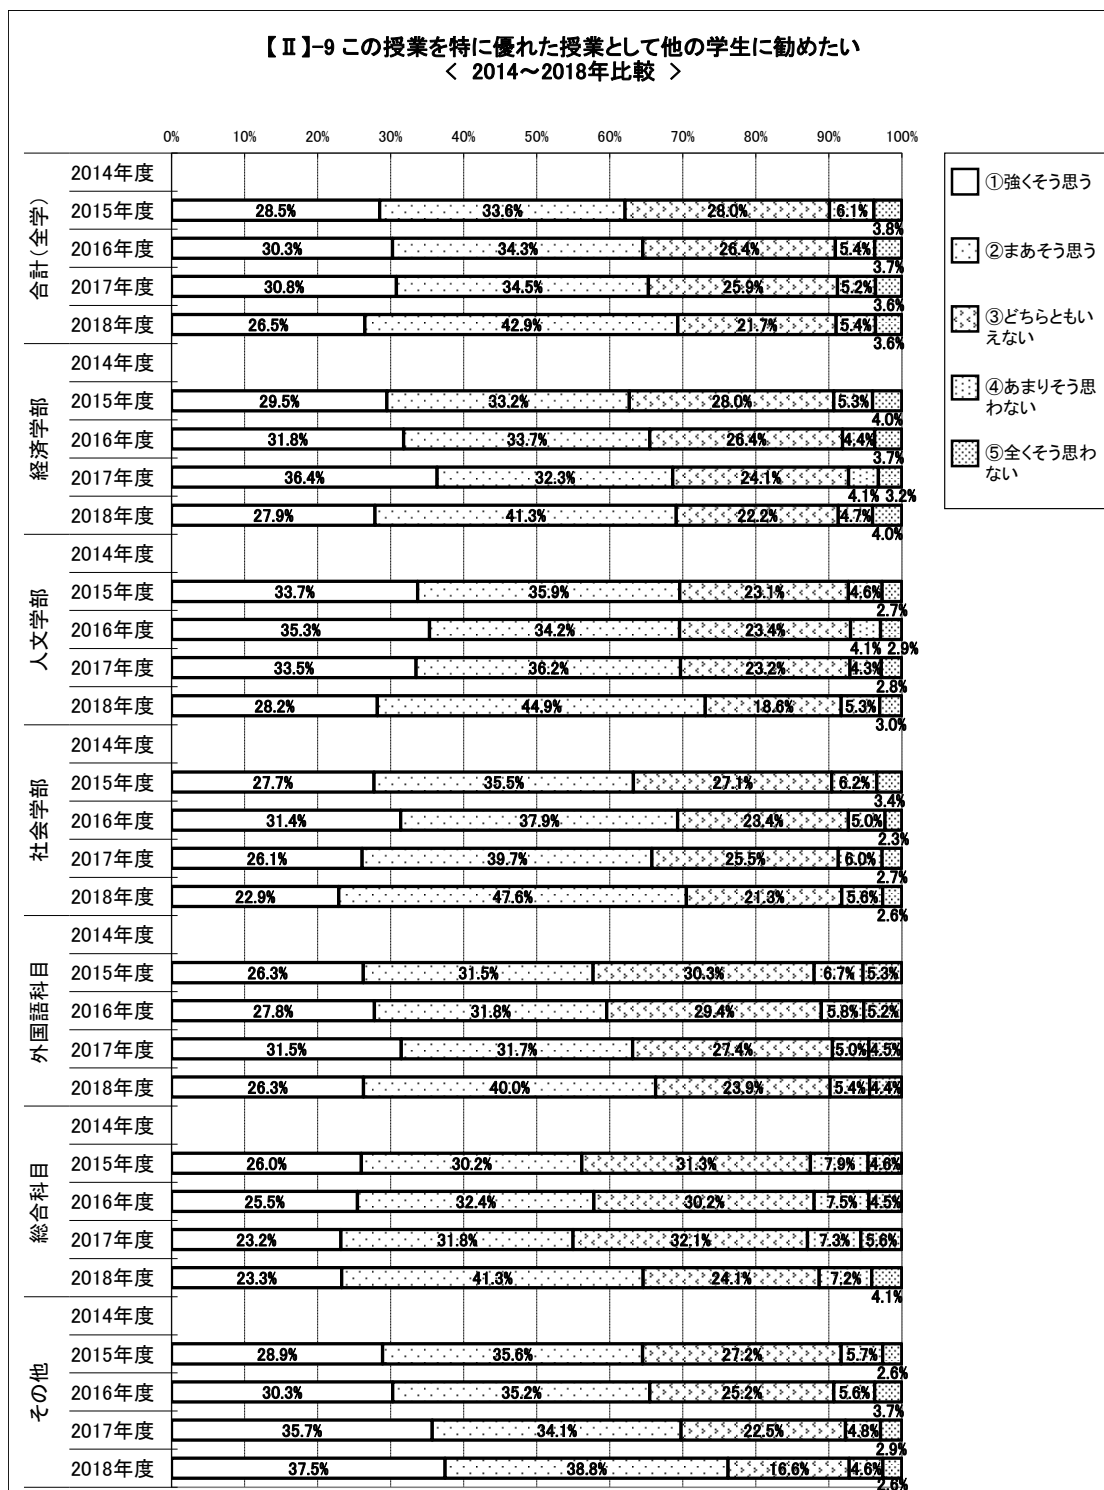 【Ⅱ】-9 この授業を特に優れた授業として他の学生に勧めたい
＜ 2014～2018年比較 ＞
0% 10% 20% 30% 40% 50% 60% 70% 80% 90% 100%
①強くそう思う
②まあそう思う
③どちらともい
えない
④あまりそう思
わない
⑤全くそう思わ
ない
合計(全学)
2014年度
2015年度 28.5% 33.6% 28.0% 6.1% 3.8%
2016年度 30.3% 34.3% 26.4% 5.4% 3.7%
2017年度 30.8% 34.5% 25.9% 5.2% 3.6%
2018年度 26.5% 42.9% 21.7% 5.4% 3.6%
経済学部
2014年度
2015年度 29.5% 33.2% 28.0% 5.3% 4.0%
2016年度 31.8% 33.7% 26.4% 4.4% 3.7%
2017年度 36.4% 32.3% 24.1% 4.1% 3.2%
2018年度 27.9% 41.3% 22.2% 4.7% 4.0%
人文学部
2014年度
2015年度 33.7% 35.9% 23.1% 4.6% 2.7%
2016年度 35.3% 34.2% 23.4% 4.1% 2.9%
2017年度 33.5% 36.2% 23.2% 4.3% 2.8%
2018年度 28.2% 44.9% 18.6% 5.3% 3.0%
社会学部
2014年度
2015年度 27.7% 35.5% 27.1% 6.2% 3.4%
2016年度 31.4% 37.9% 23.4% 5.0% 2.3%
2017年度 26.1% 39.7% 25.5% 6.0% 2.7%
2018年度 22.9% 47.6% 21.3% 5.6% 2.6%
外国語科目
2014年度
2015年度 26.3% 31.5% 30.3% 6.7% 5.3%
2016年度 27.8% 31.8% 29.4% 5.8% 5.2%
2017年度 31.5% 31.7% 27.4% 5.0% 4.5%
2018年度 26.3% 40.0% 23.9% 5.4% 4.4%
総合科目
2014年度
2015年度 26.0% 30.2% 31.3% 7.9% 4.6%
2016年度 25.5% 32.4% 30.2% 7.5% 4.5%
2017年度 23.2% 31.8% 32.1% 7.3% 5.6%
2018年度 23.3% 41.3% 24.1% 7.2% 4.1%
その他
2014年度
2015年度 28.9% 35.6% 27.2% 5.7% 2.6%
2016年度 30.3% 35.2% 25.2% 5.6% 3.7%
2017年度 35.7% 34.1% 22.5% 4.8% 2.9%
2018年度 37.5% 38.8% 16.6% 4.6% 2.6%